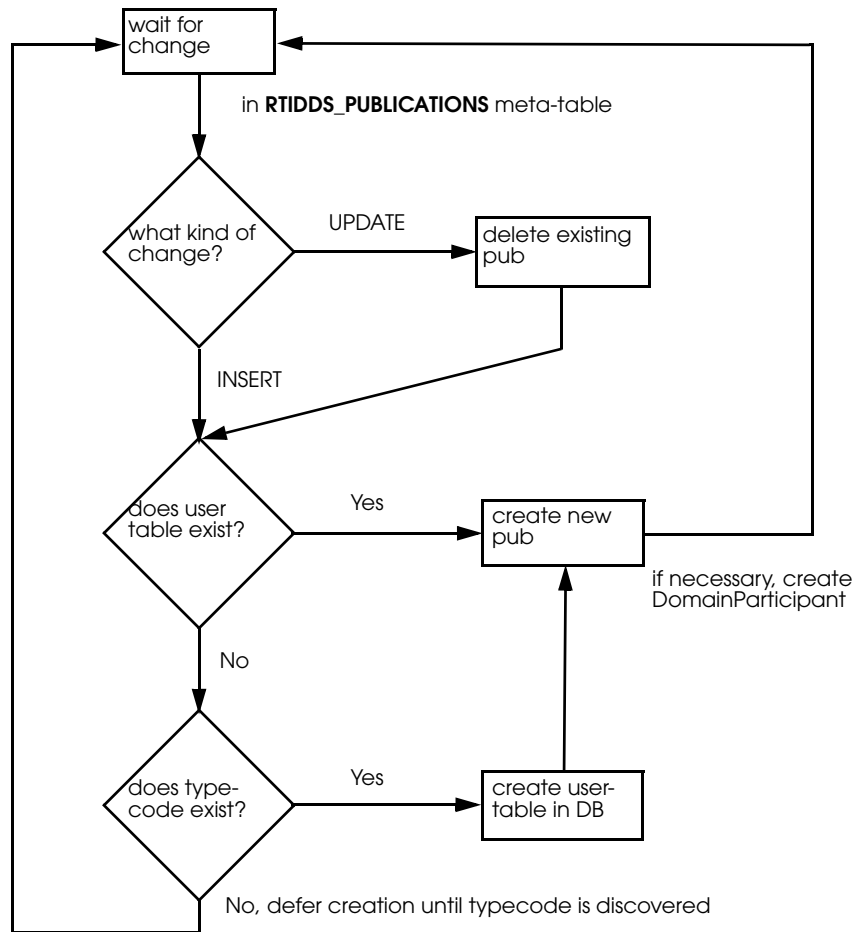 wait for
change
in RTIDDS_PUBLICATIONS meta-table
what kind of
change?
UPDATE
delete existing
pub
INSERT
does user
table exist?
Yes
create new
pub
if necessary, create
DomainParticipant
No
does type-
code exist?
Yes
create user-
table in DB
No, defer creation until typecode is discovered